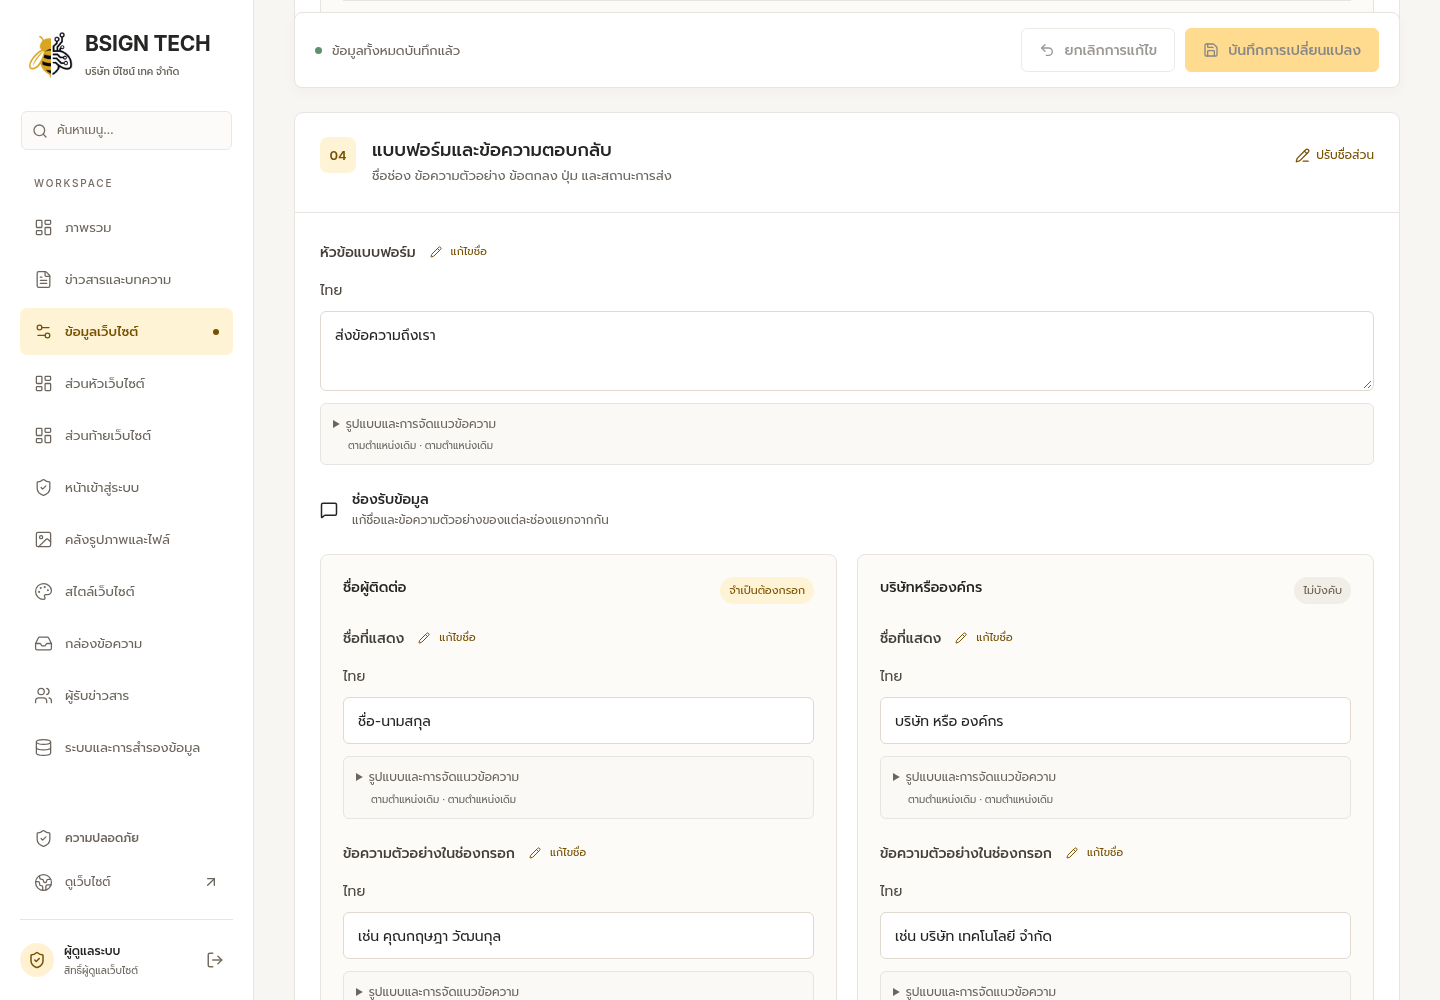 BSIGN TECH
บริษัท บีไซน์ เทค จำกัด
ค้นหาเมนู...
WORKSPACE
ภาพรวม
ข่าวสารและบทความ
ข้อมูลเว็บไซต์
ส่วนหัวเว็บไซต์
ส่วนท้ายเว็บไซต์
หน้าเข้าสู่ระบบ
คลังรูปภาพและไฟล์
สไตล์เว็บไซต์
กล่องข้อความ
ผู้รับข่าวสาร
ระบบและการสำรองข้อมูล
ความปลอดภัย
ดูเว็บไซต์
ผู้ดูแลระบบ
สิทธิ์ผู้ดูแลเว็บไซต์
ข้อมูลทั้งหมดบันทึกแล้ว
ยกเลิกการแก้ไข
บันทึกการเปลี่ยนแปลง
04
แบบฟอร์มและข้อความตอบกลับ
ชื่อช่อง ข้อความตัวอย่าง ข้อตกลง ปุ่ม และสถานะการส่ง
ปรับชื่อส่วน
หัวข้อแบบฟอร์ม แก้ไขชื่อ
ไทย
ส่งข้อความถึงเรา
รูปแบบและการจัดแนวข้อความ
ตามตำแหน่งเดิม · ตามตำแหน่งเดิม
ช่องรับข้อมูล
แก้ชื่อและข้อความตัวอย่างของแต่ละช่องแยกจากกัน
ชื่อผู้ติดต่อ จำเป็นต้องกรอก
ชื่อที่แสดง แก้ไขชื่อ
ไทย
ชื่อ-นามสกุล
รูปแบบและการจัดแนวข้อความ
ตามตำแหน่งเดิม · ตามตำแหน่งเดิม
ข้อความตัวอย่างในช่องกรอก แก้ไขชื่อ
ไทย
เช่น คุณกฤษฎา วัฒนกุล
รูปแบบและการจัดแนวข้อความ
บริษัทหรือองค์กร ไม่บังคับ
ชื่อที่แสดง แก้ไขชื่อ
ไทย
บริษัท หรือ องค์กร
รูปแบบและการจัดแนวข้อความ
ตามตำแหน่งเดิม · ตามตำแหน่งเดิม
ข้อความตัวอย่างในช่องกรอก แก้ไขชื่อ
ไทย
เช่น บริษัท เทคโนโลยี จำกัด
รูปแบบและการจัดแนวข้อความ